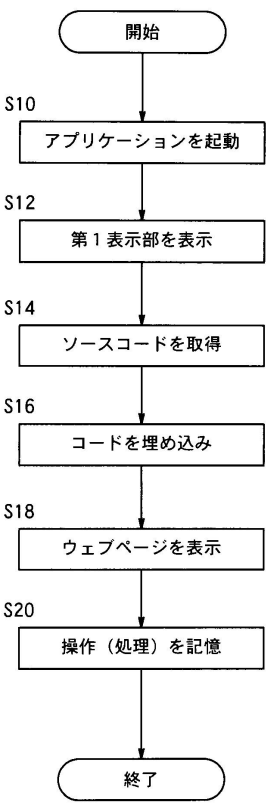 開始
S10
アプリケーションを起動
S12
第1表示部を表示
S14
ソースコードを取得
S16
コードを埋め込み
S18
ウェブページを表示
S20
操作（処理）を記憶
終了